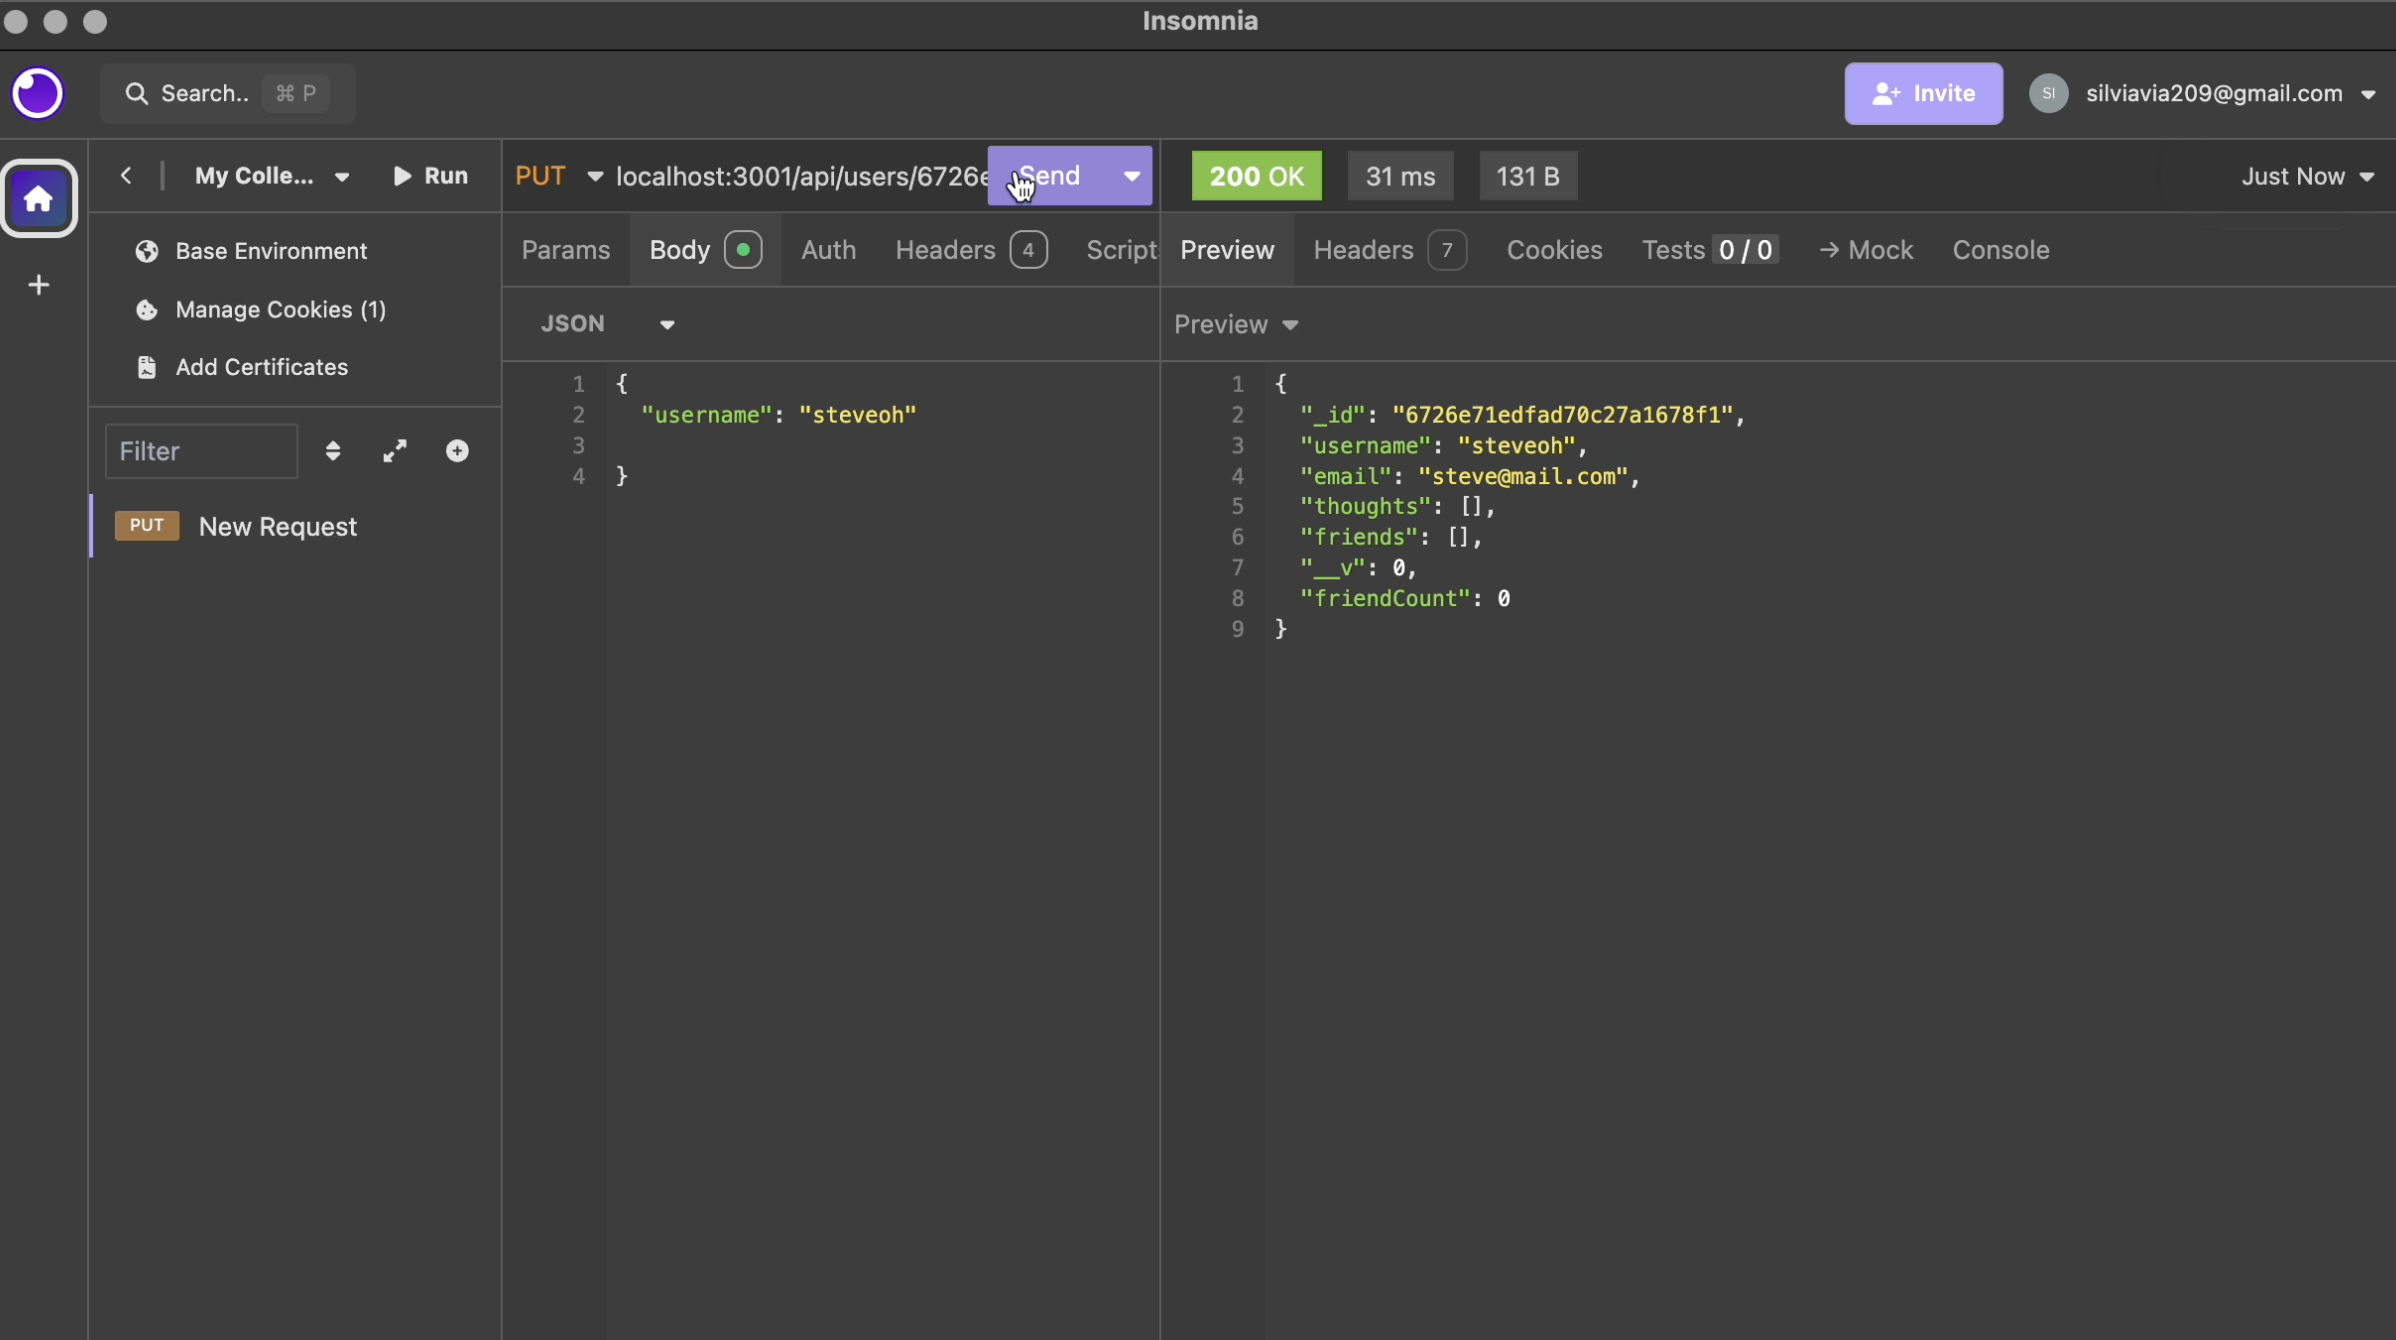 Insomnia
Search.. ⌘ P
Invite
SI silviavia209@gmail.com
My Colle... Run
PUT localhost:3001/api/users/6726e Send
200 OK 31 ms 131 B Just Now
Base Environment
Manage Cookies (1)
Add Certificates
Filter
PUT New Request
Params Body Auth Headers 4 Script
JSON
1 {
2 "username": "steveoh"
3
4 }
Preview Headers 7 Cookies Tests 0 / 0 → Mock Console
Preview
1 {
2 "_id": "6726e71edfad70c27a1678f1",
3 "username": "steveoh",
4 "email": "steve@mail.com",
5 "thoughts": [],
6 "friends": [],
7 "__v": 0,
8 "friendCount": 0
9 }